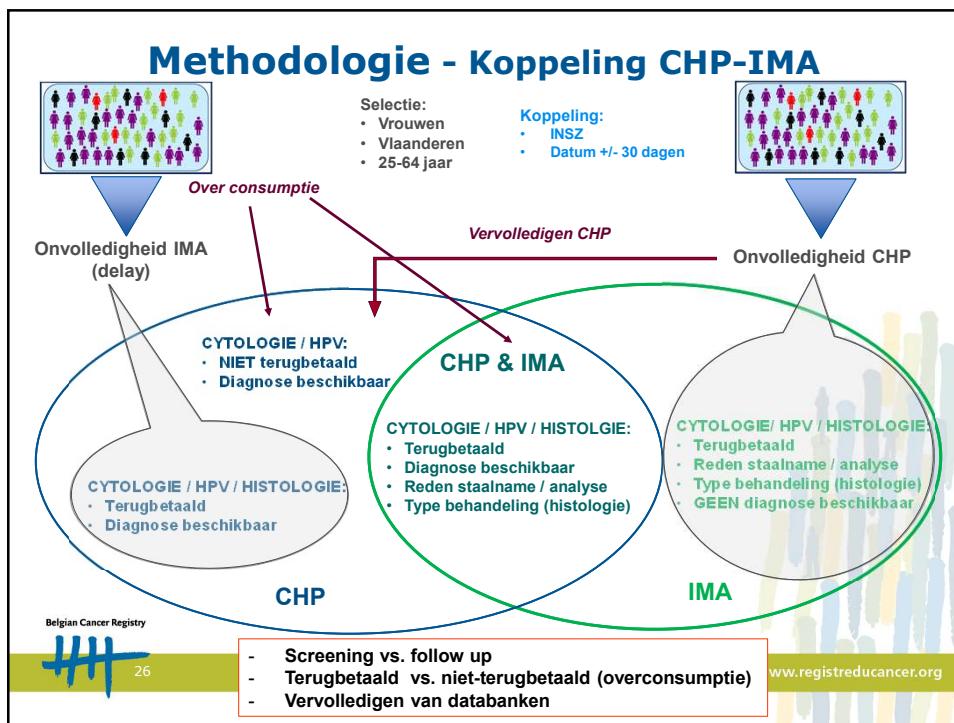 Methodologie - Koppeling CHP-IMA
Selectie:
• Vrouwen
• Vlaanderen
• 25-64 jaar
Koppeling:
• INSZ
• Datum +/- 30 dagen
Over consumptie
Vervolledigen CHP
Onvolledigheid IMA
(delay)
Onvolledigheid CHP
CYTOLOGIE / HPV:
• NIET terugbetaald
• Diagnose beschikbaar
CHP & IMA
CYTOLOGIE / HPV / HISTOLOGIE:
• Terugbetaald
• Diagnose beschikbaar
CYTOLOGIE / HPV / HISTOLGIE:
• Terugbetaald
• Diagnose beschikbaar
• Reden staalname / analyse
• Type behandeling (histologie)
CYTOLOGIE/ HPV / HISTOLOGIE:
• Terugbetaald
• Reden staalname / analyse
• Type behandeling (histologie)
• GEEN diagnose beschikbaar
CHP
IMA
Belgian Cancer Registry
26
- Screening vs. follow up
- Terugbetaald vs. niet-terugbetaald (overconsumptie)
- Vervolledigen van databanken
www.registreducancer.org